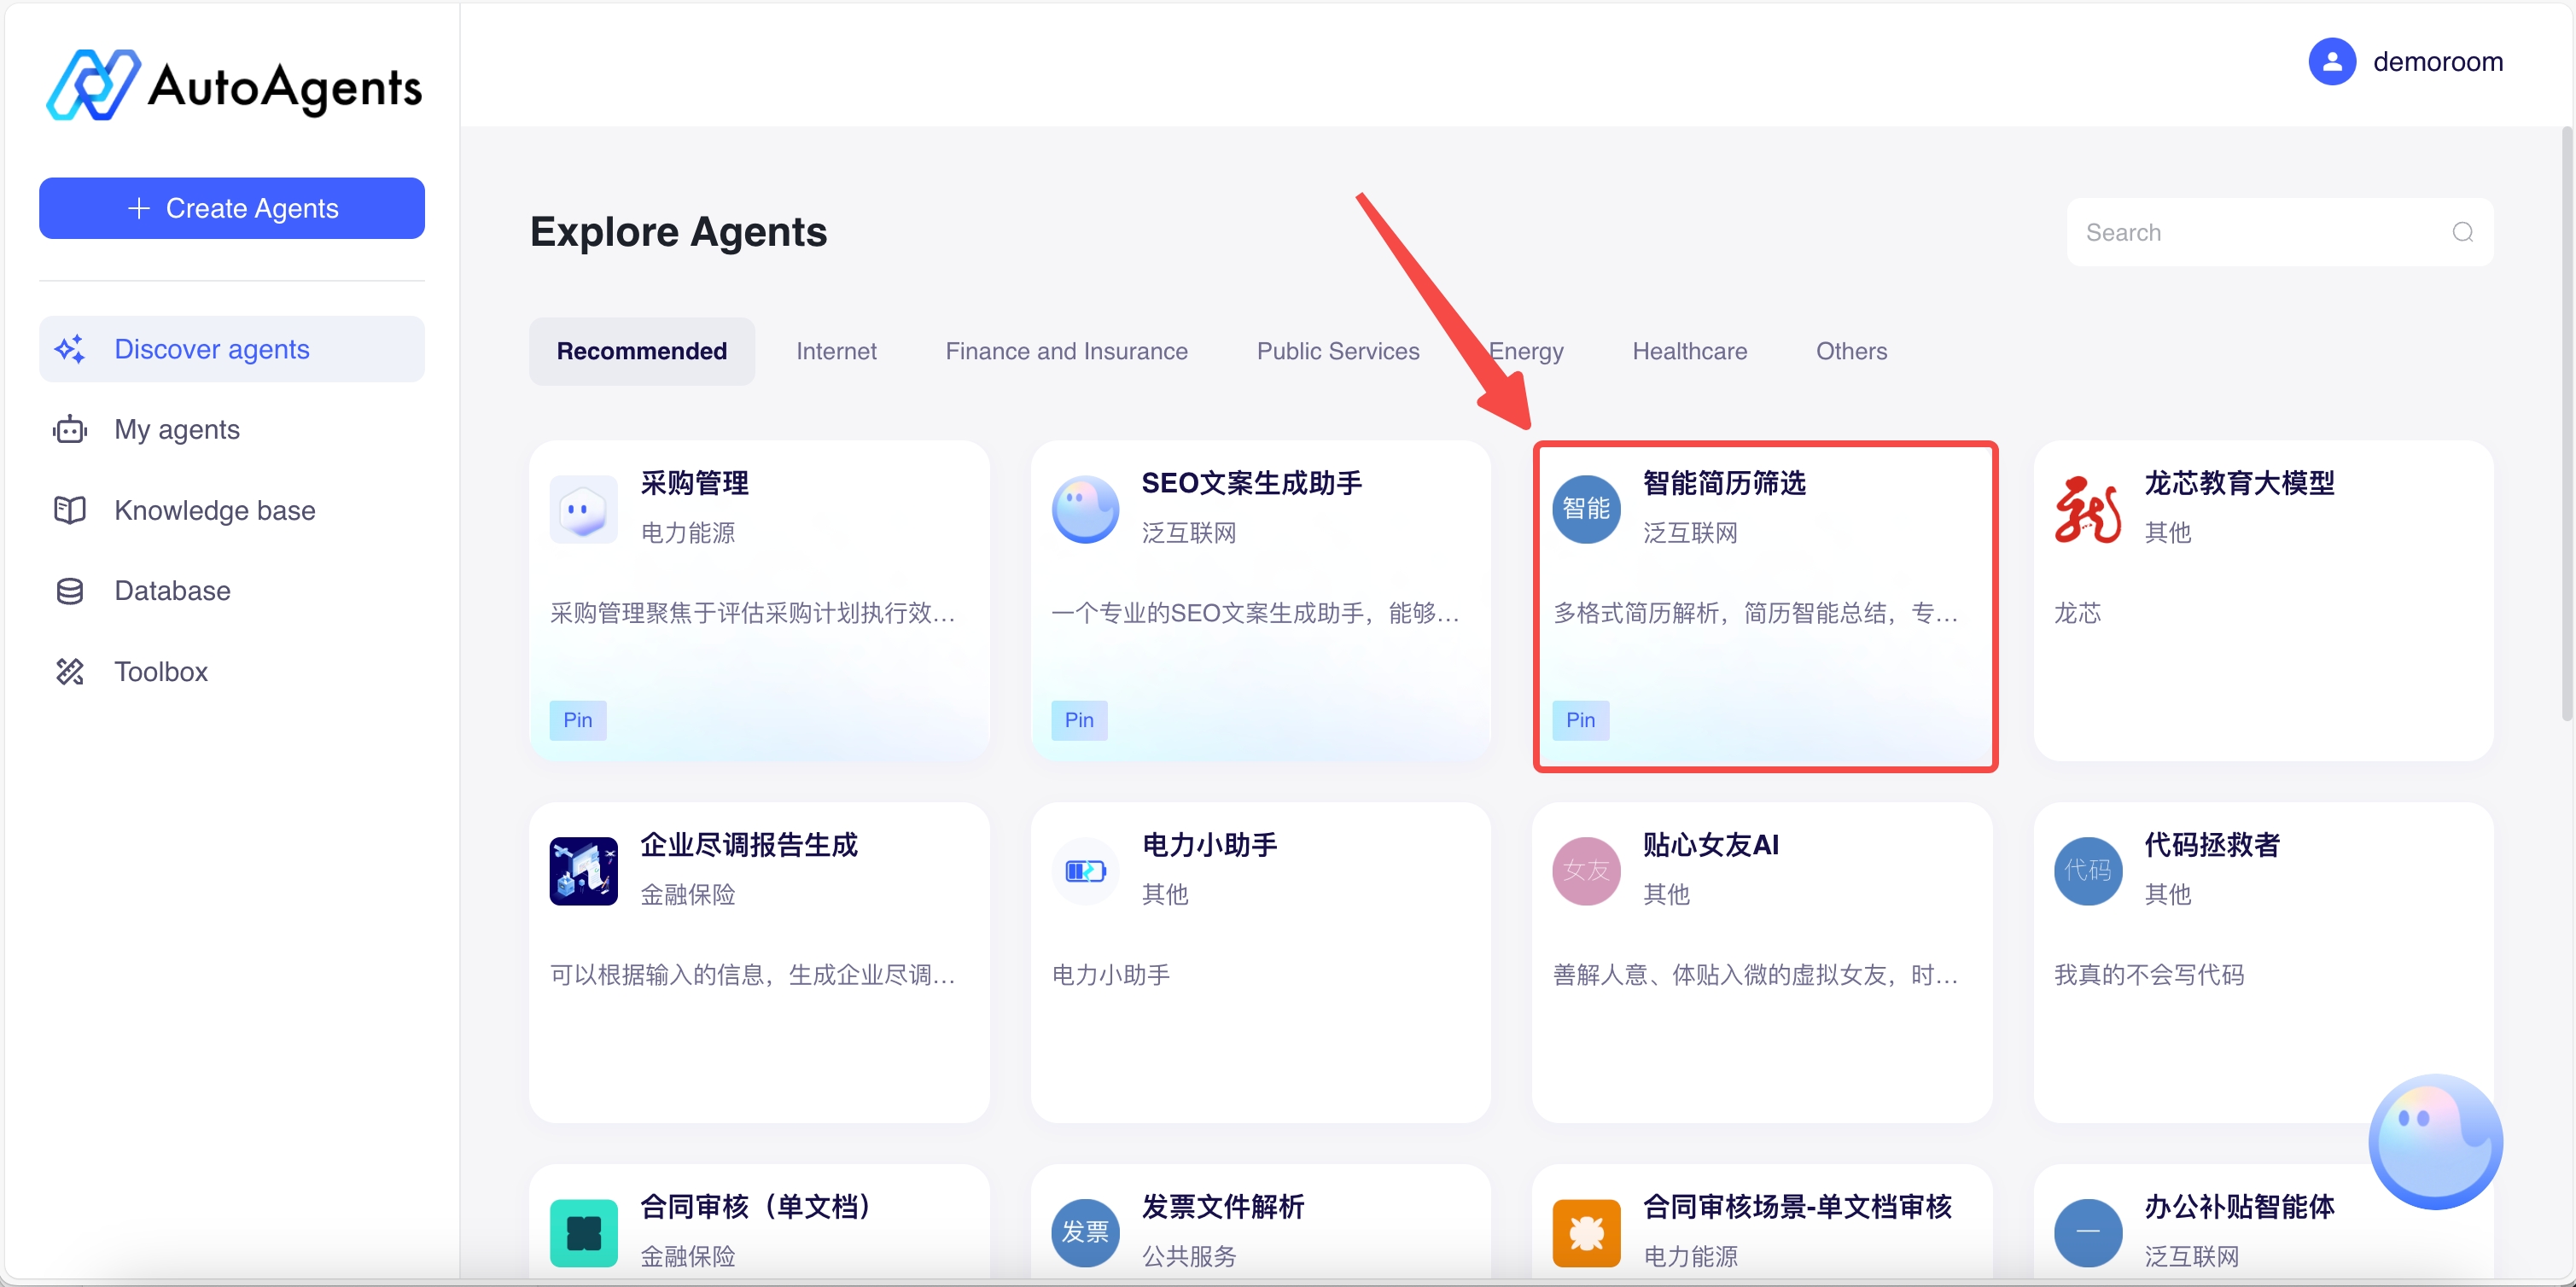 AutoAgents
demoroom
+ Create Agents
Discover agents
My agents
Knowledge base
Database
Toolbox
Explore Agents
Search
Recommended Internet Finance and Insurance Public Services Energy Healthcare Others
采购管理
电力能源
采购管理聚焦于评估采购计划执行效...
Pin
SEO文案生成助手
泛互联网
一个专业的SEO文案生成助手，能够...
Pin
智能
智能简历筛选
泛互联网
多格式简历解析，简历智能总结，专...
Pin
龙芯教育大模型
其他
龙芯
企业尽调报告生成
金融保险
可以根据输入的信息，生成企业尽调...
电力小助手
其他
电力小助手
女友
贴心女友AI
其他
善解人意、体贴入微的虚拟女友，时...
代码
代码拯救者
其他
我真的不会写代码
合同审核（单文档）
金融保险
发票
发票文件解析
公共服务
合同审核场景-单文档审核
电力能源
一
办公补贴智能体
泛互联网